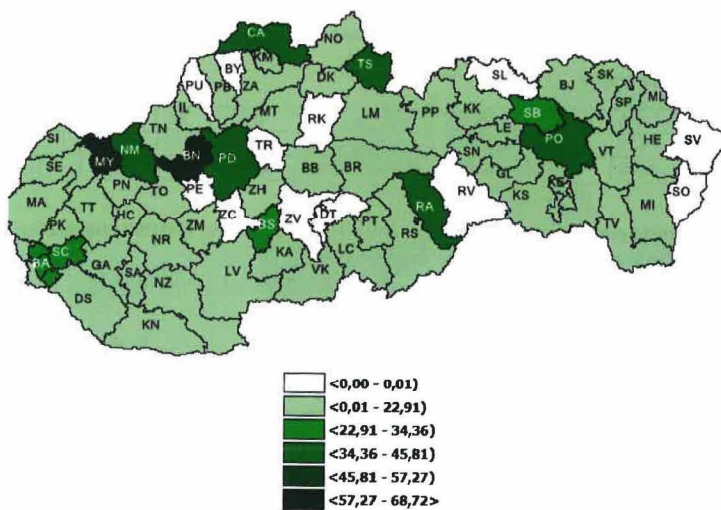 CA
NO
KM
TS
BY
PU
PB
ZA
DK
SL
BJ
SK
SP
ML
IL
MT
RK
LM
PP
KK
SB
LE
PO
HE
SV
TN
SI
NM
MY
BN
PD
TR
SE
BB
BR
SN
GL
VT
PE
PN
TO
ZH
RA
RV
KS
MI
SO
MA
TT
HC
ZC
BS
ZV
DT
PT
TV
PK
NR
ZM
KA
LC
RS
BA
SC
GA
SA
LV
VK
NZ
DS
KN
<0,00 - 0,01)
<0,01 - 22,91)
<22,91 - 34,36)
<34,36 - 45,81)
<45,81 - 57,27)
<57,27 - 68,72>